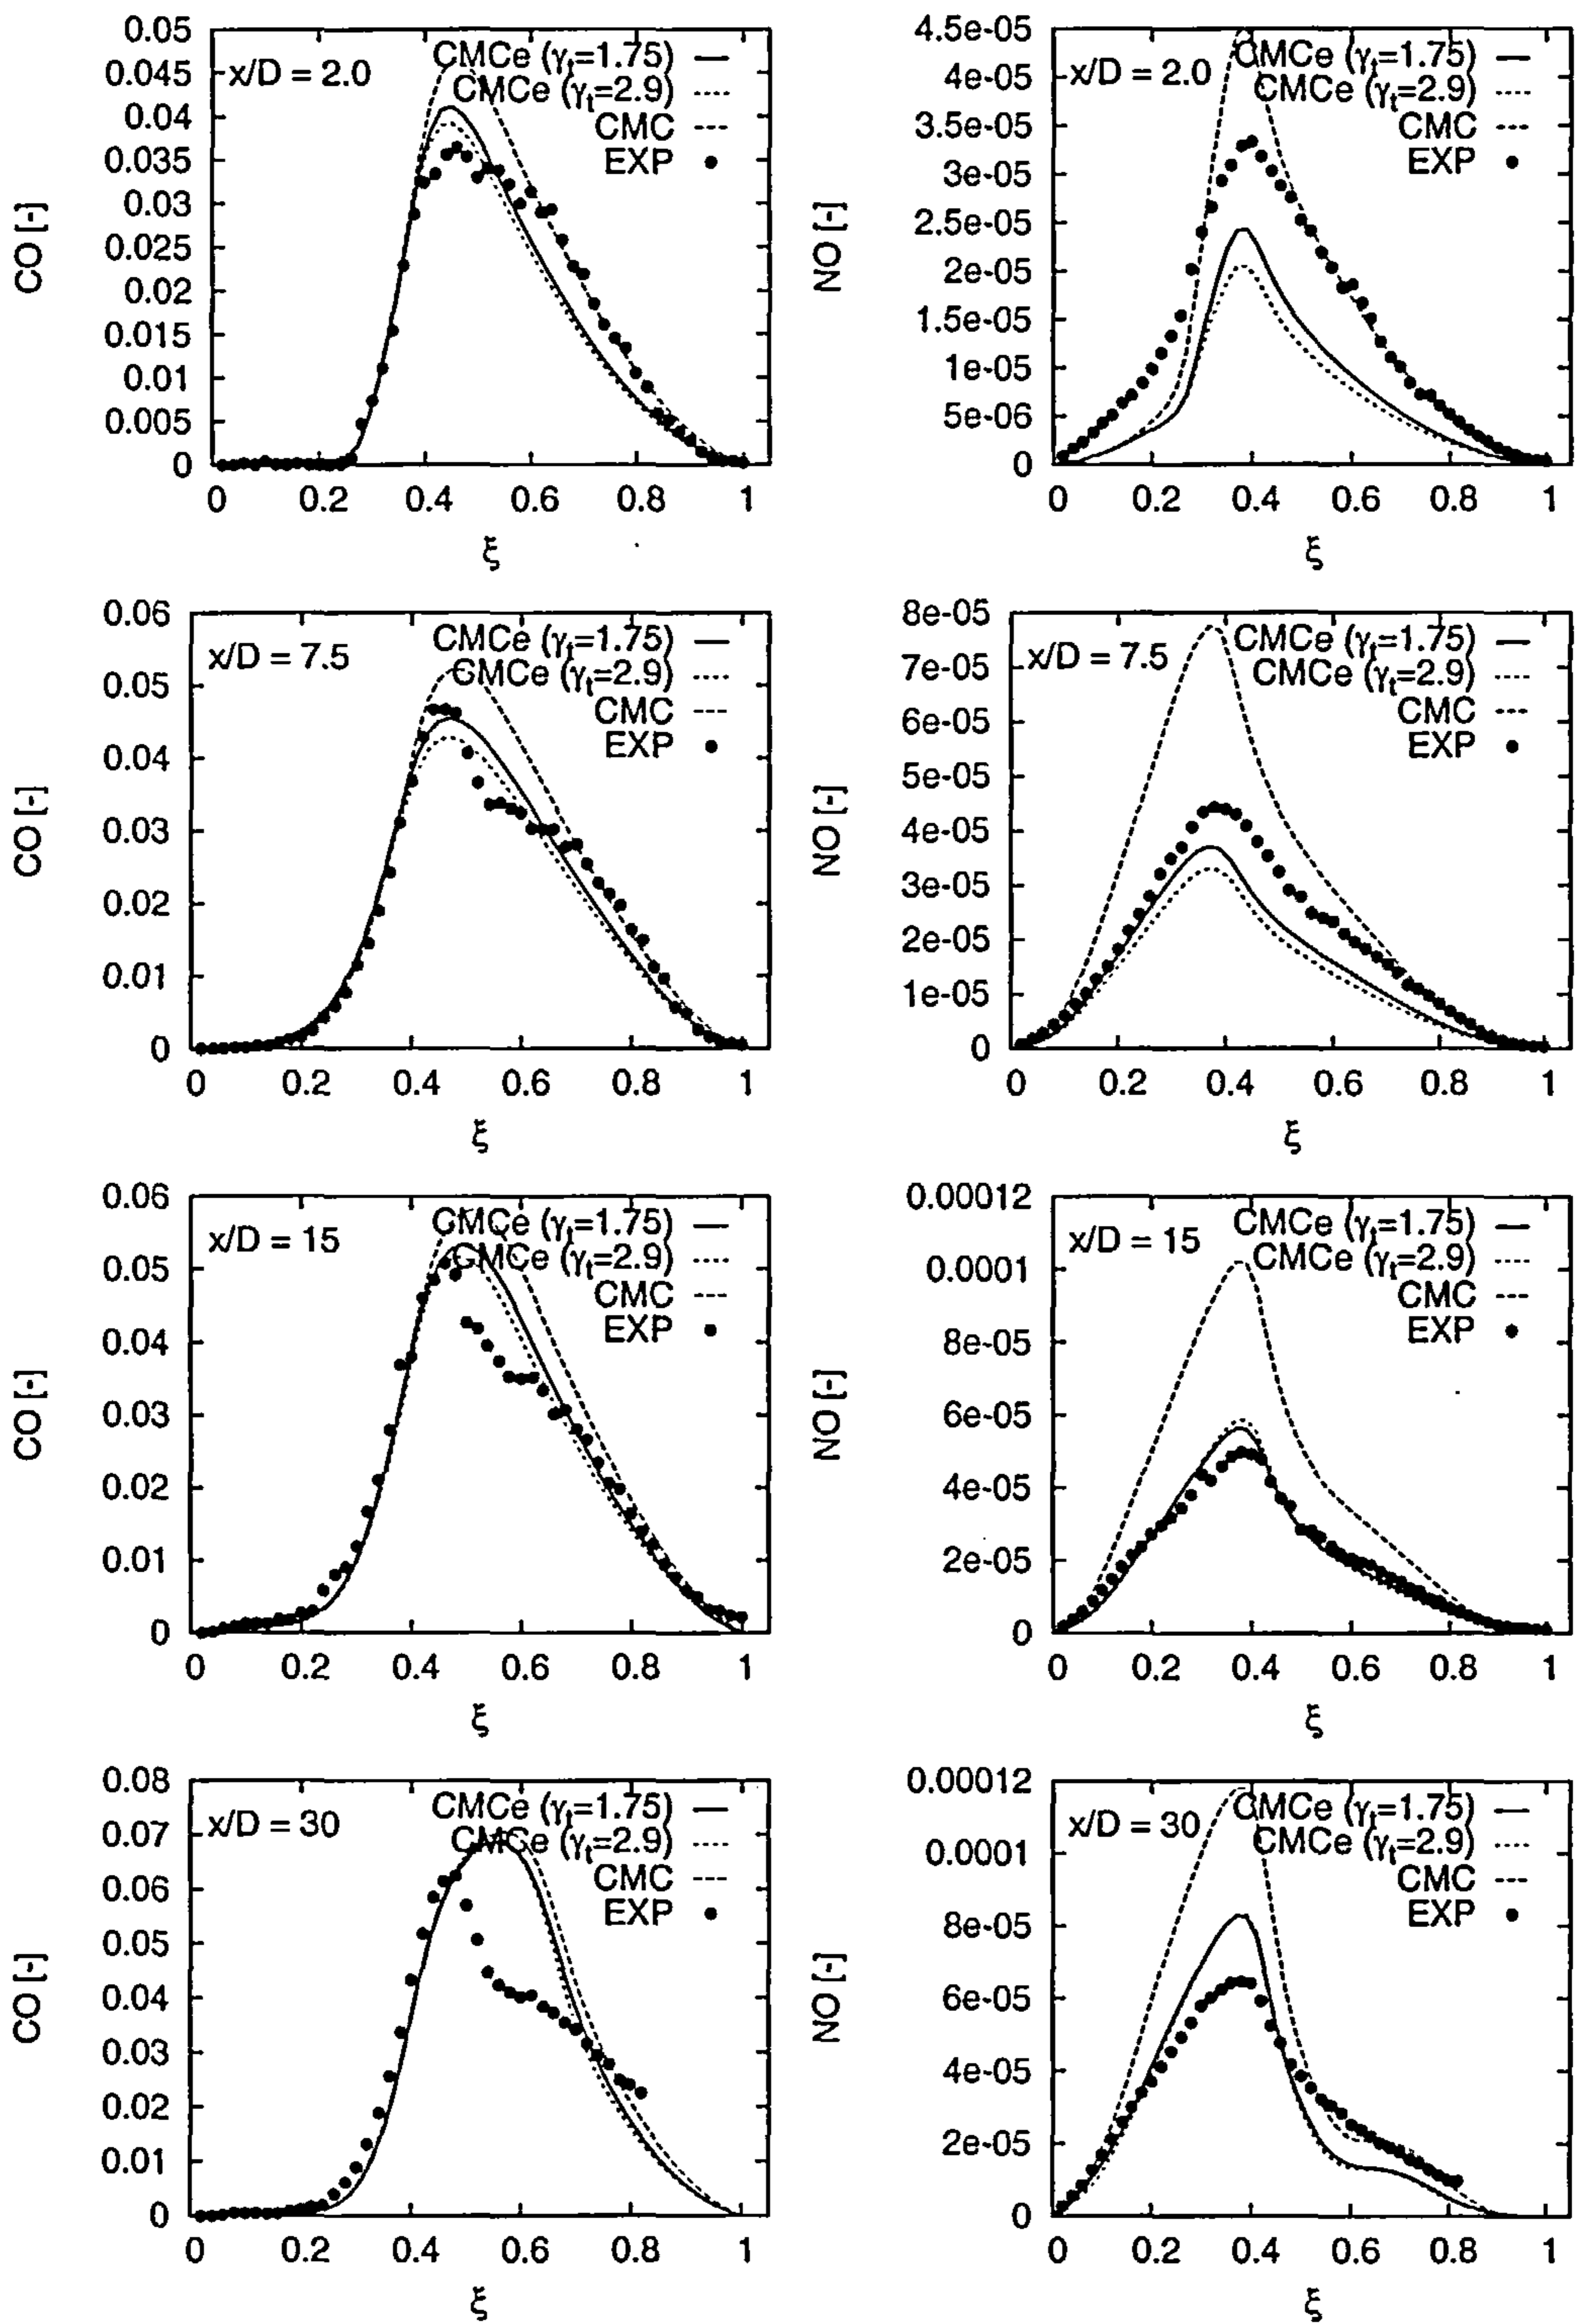 0.05
0.045
0.04
0.035
0.03
0.025
0.02
0.015
0.01
0.005
0
CO [-]
x/D = 2.0
CMCe (γt=1.75)
CMCe (γt=2.9)
CMC
EXP
0 0.2 0.4 0.6 0.8 1
ξ
4.5e-05
4e-05
3.5e-05
3e-05
2.5e-05
2e-05
1.5e-05
1e-05
5e-06
0
NO [-]
x/D = 2.0
CMCe (γt=1.75)
CMCe (γt=2.9)
CMC
EXP
0 0.2 0.4 0.6 0.8 1
ξ
0.06
0.05
0.04
0.03
0.02
0.01
0
CO [-]
x/D = 7.5
CMCe (γt=1.75)
CMCe (γt=2.9)
CMC
EXP
0 0.2 0.4 0.6 0.8 1
ξ
8e-05
7e-05
6e-05
5e-05
4e-05
3e-05
2e-05
1e-05
0
NO [-]
x/D = 7.5
CMCe (γt=1.75)
CMCe (γt=2.9)
CMC
EXP
0 0.2 0.4 0.6 0.8 1
ξ
0.06
0.05
0.04
0.03
0.02
0.01
0
CO [-]
x/D = 15
CMCe (γt=1.75)
CMCe (γt=2.9)
CMC
EXP
0 0.2 0.4 0.6 0.8 1
ξ
0.00012
0.0001
8e-05
6e-05
4e-05
2e-05
0
NO [-]
x/D = 15
CMCe (γt=1.75)
CMCe (γt=2.9)
CMC
EXP
0 0.2 0.4 0.6 0.8 1
ξ
0.08
0.07
0.06
0.05
0.04
0.03
0.02
0.01
0
CO [-]
x/D = 30
CMCe (γt=1.75)
CMCe (γt=2.9)
CMC
EXP
0 0.2 0.4 0.6 0.8 1
ξ
0.00012
0.0001
8e-05
6e-05
4e-05
2e-05
0
NO [-]
x/D = 30
CMCe (γt=1.75)
CMCe (γt=2.9)
CMC
EXP
0 0.2 0.4 0.6 0.8 1
ξ